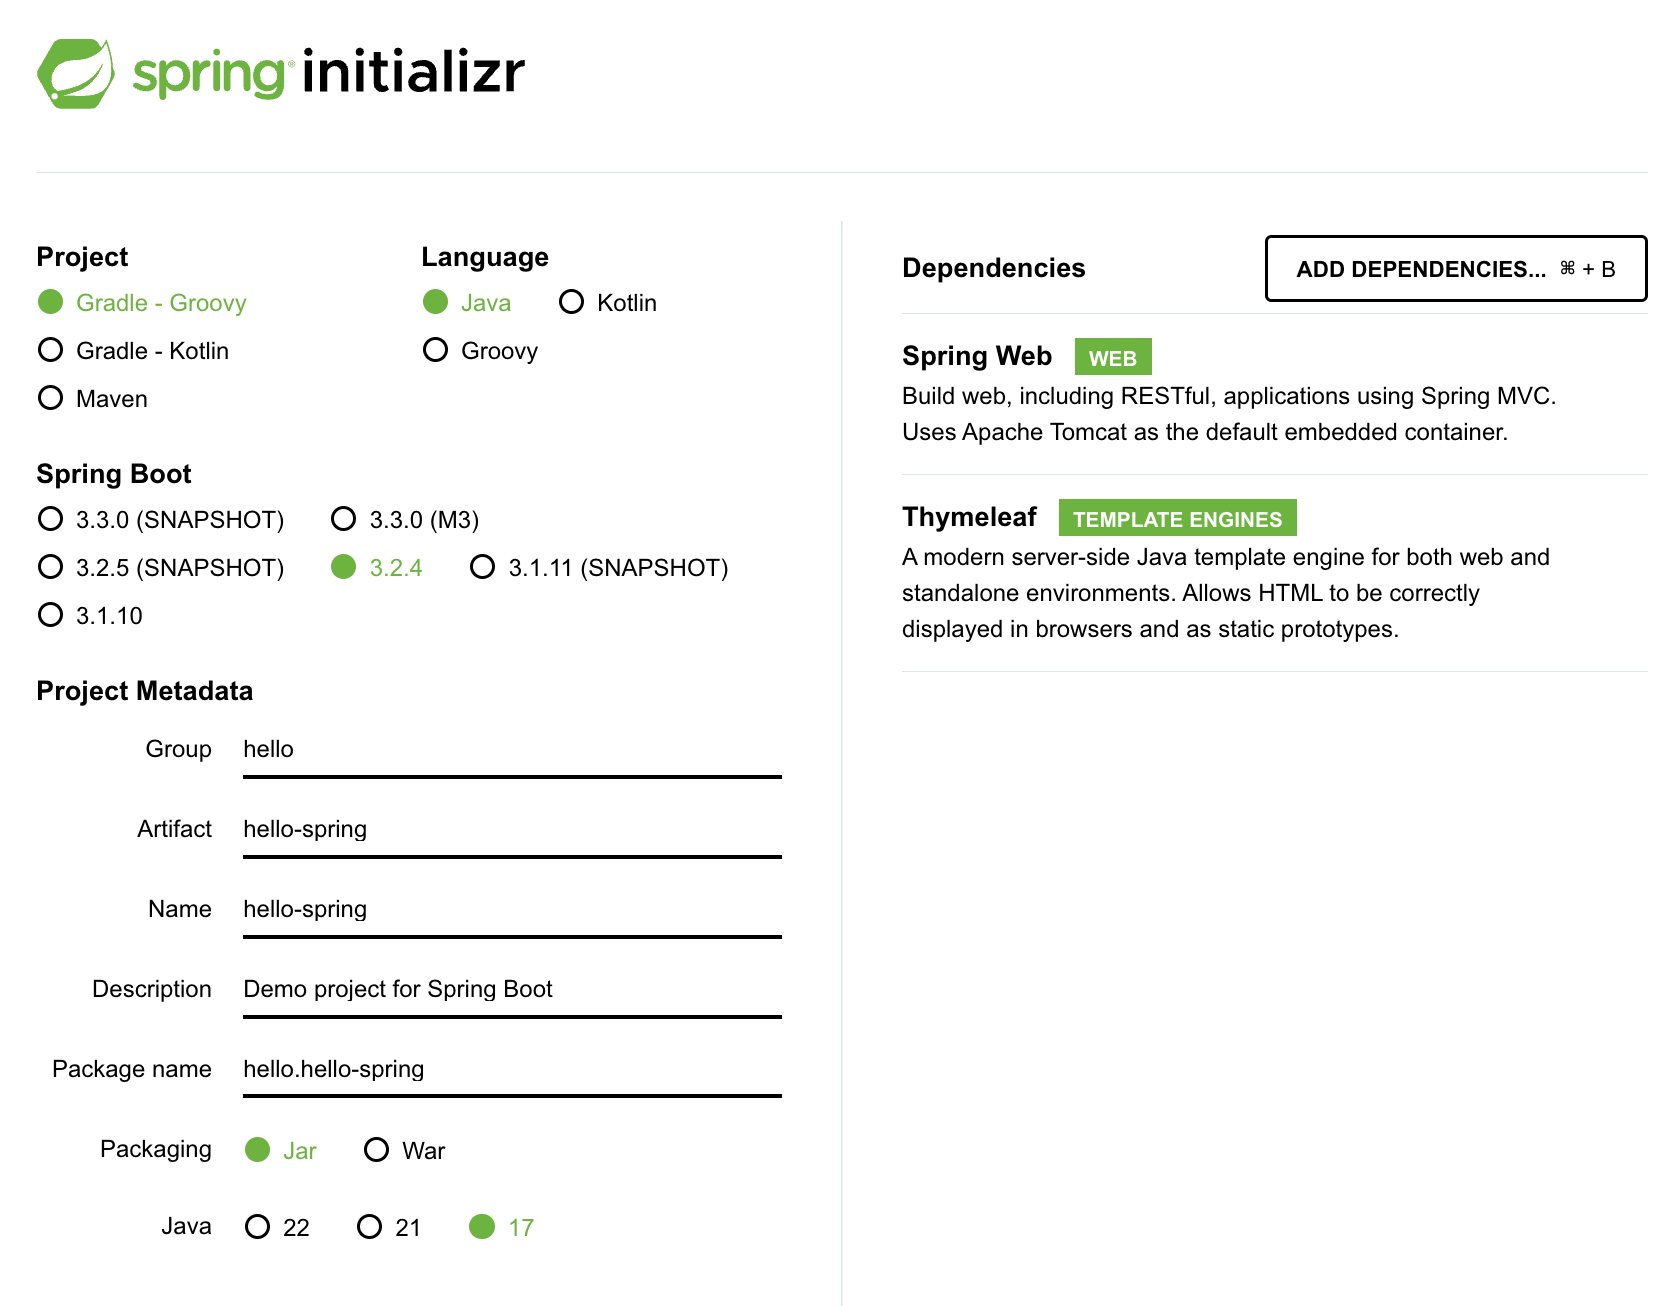 spring® initializr
Project
Gradle - Groovy
Gradle - Kotlin
Maven
Language
Java Kotlin
Groovy
Spring Boot
3.3.0 (SNAPSHOT) 3.3.0 (M3)
3.2.5 (SNAPSHOT) 3.2.4 3.1.11 (SNAPSHOT)
3.1.10
Project Metadata
Group hello
Artifact hello-spring
Name hello-spring
Description Demo project for Spring Boot
Package name hello.hello-spring
Packaging Jar War
Java 22 21 17
Dependencies
ADD DEPENDENCIES... ⌘ + B
Spring Web WEB
Build web, including RESTful, applications using Spring MVC.
Uses Apache Tomcat as the default embedded container.
Thymeleaf TEMPLATE ENGINES
A modern server-side Java template engine for both web and
standalone environments. Allows HTML to be correctly
displayed in browsers and as static prototypes.